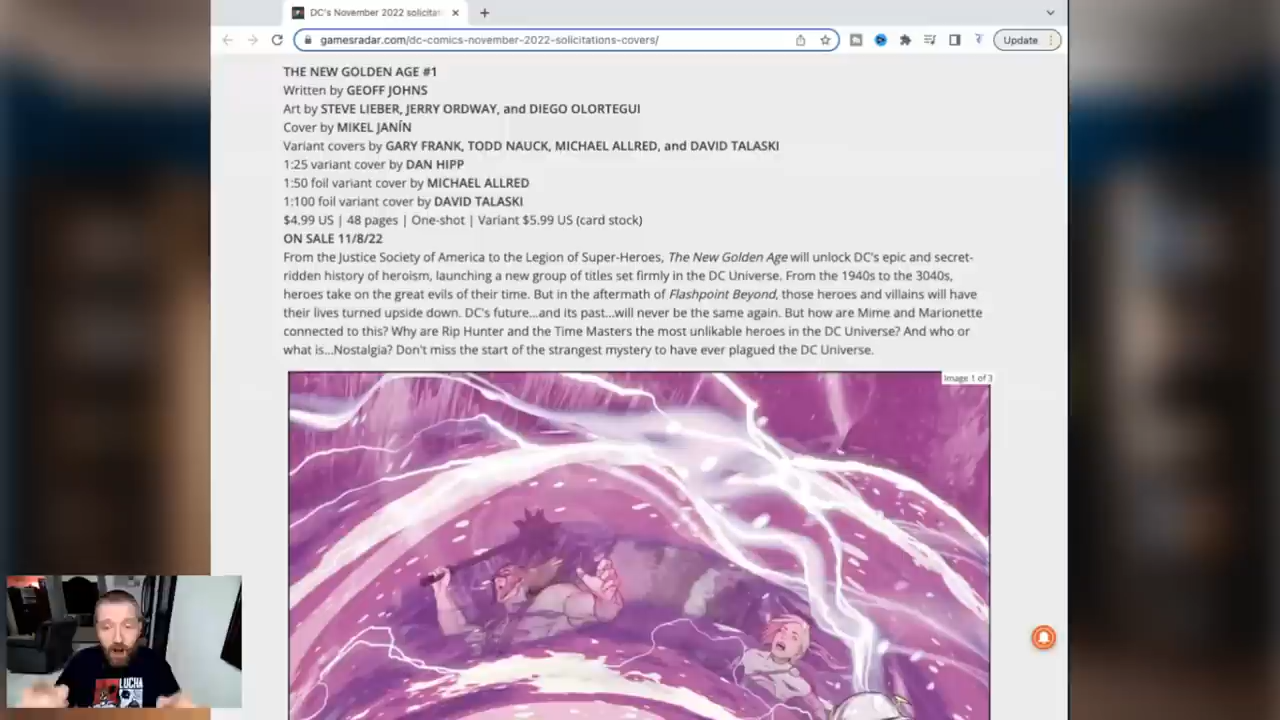 DC's November 2022 solicitat
gamesradar.com/dc-comics-november-2022-solicitations-covers/
Update
THE NEW GOLDEN AGE #1
Written by GEOFF JOHNS
Art by STEVE LIEBER, JERRY ORDWAY, and DIEGO OLORTEGUI
Cover by MIKEL JANÍN
Variant covers by GARY FRANK, TODD NAUCK, MICHAEL ALLRED, and DAVID TALASKI
1:25 variant cover by DAN HIPP
1:50 foil variant cover by MICHAEL ALLRED
1:100 foil variant cover by DAVID TALASKI
$4.99 US | 48 pages | One-shot | Variant $5.99 US (card stock)
ON SALE 11/8/22
From the Justice Society of America to the Legion of Super-Heroes, The New Golden Age will unlock DC's epic and secret-
ridden history of heroism, launching a new group of titles set firmly in the DC Universe. From the 1940s to the 3040s,
heroes take on the great evils of their time. But in the aftermath of Flashpoint Beyond, those heroes and villains will have
their lives turned upside down. DC's future...and its past...will never be the same again. But how are Mime and Marionette
connected to this? Why are Rip Hunter and the Time Masters the most unlikable heroes in the DC Universe? And who or
what is...Nostalgia? Don't miss the start of the strangest mystery to have ever plagued the DC Universe.
Image 1 of 3
LUCHA